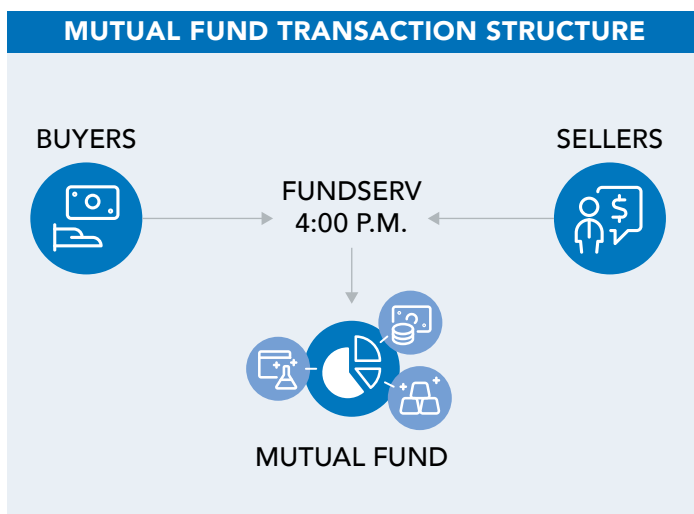 MUTUAL FUND TRANSACTION STRUCTURE
BUYERS
SELLERS
FUNDSERV
4:00 P.M.
$
MUTUAL FUND